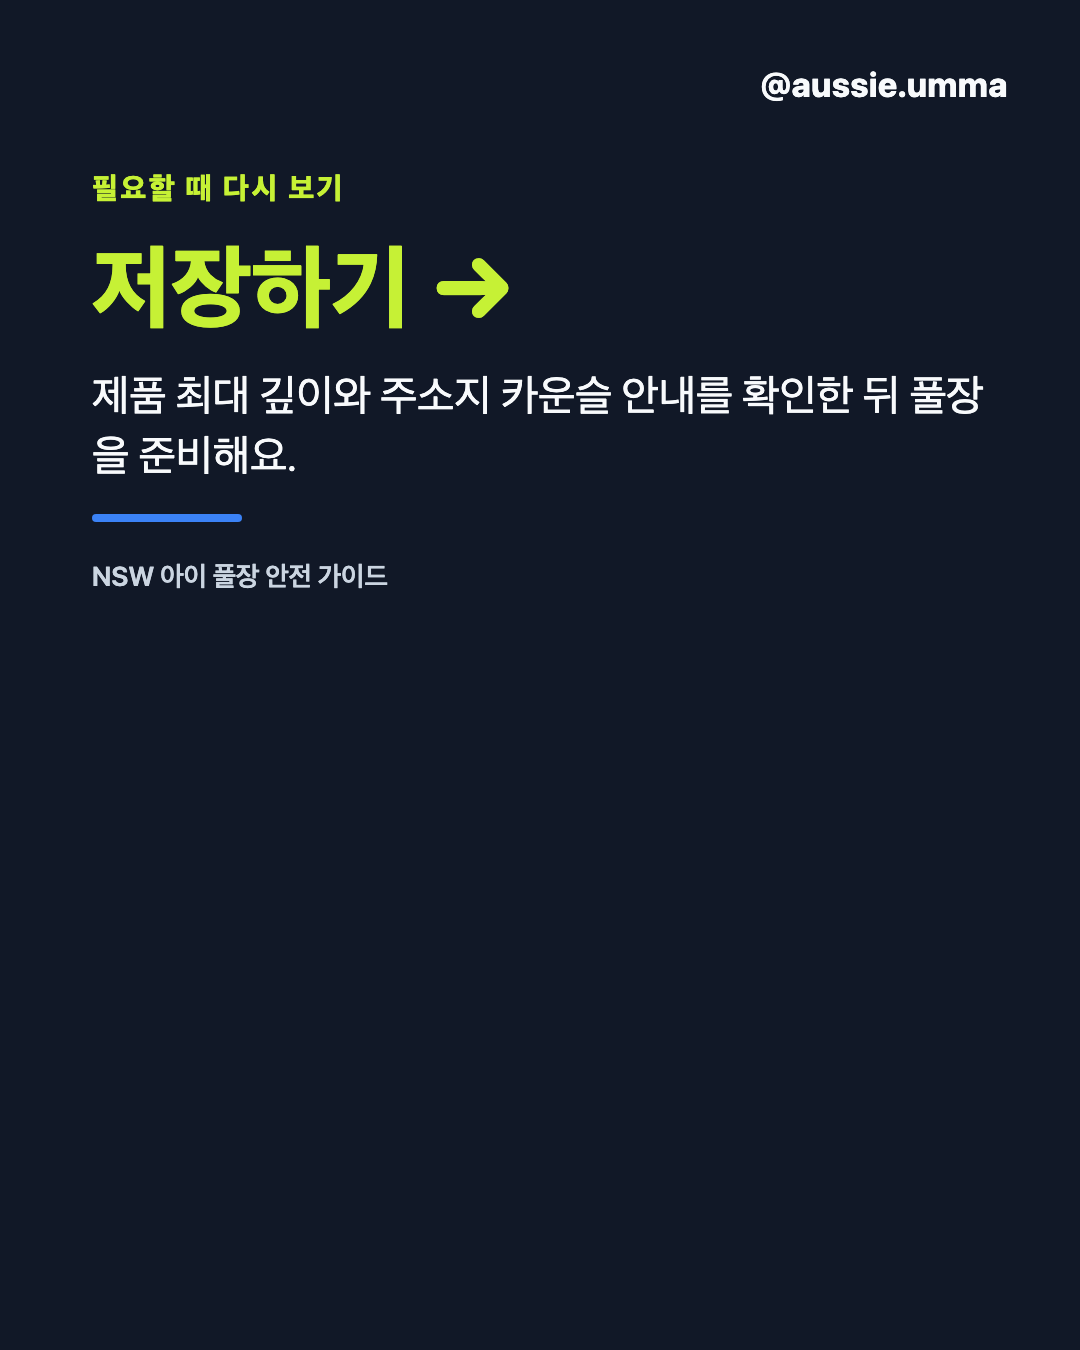 @aussie.umma
필요할 때 다시 보기
저장하기 →
제품 최대 깊이와 주소지 카운슬 안내를 확인한 뒤 풀장
을 준비해요.
NSW 아이 풀장 안전 가이드